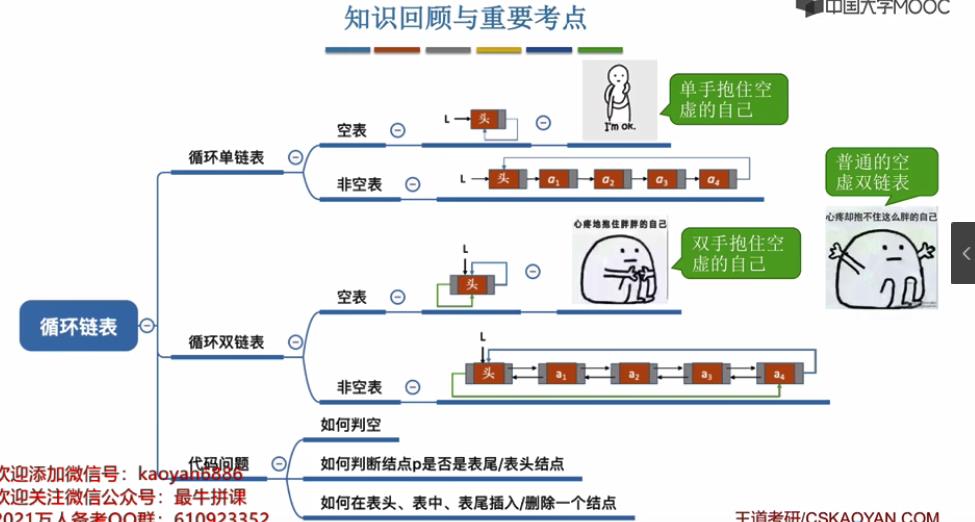 知识回顾与重要考点
中国大学MOOC
循环链表
循环单链表
空表
L
头
I'm ok.
单手抱住空
虚的自己
非空表
L
头 a1 a2 a3 a4
普通的空
虚双链表
心疼却抱不住这么胖的自己
循环双链表
空表
L
头
心疼地抱住胖胖的自己
双手抱住空
虚的自己
非空表
L
头 a1 a2 a3 a4
代码问题
如何判空
如何判断结点p是否是表尾/表头结点
如何在表头、表中、表尾插入/删除一个结点
欢迎添加微信号：kaoyan6886
欢迎关注微信公众号：最牛拼课
2021万人备考QQ群：610923352
王道考研/CSKAOYAN.COM